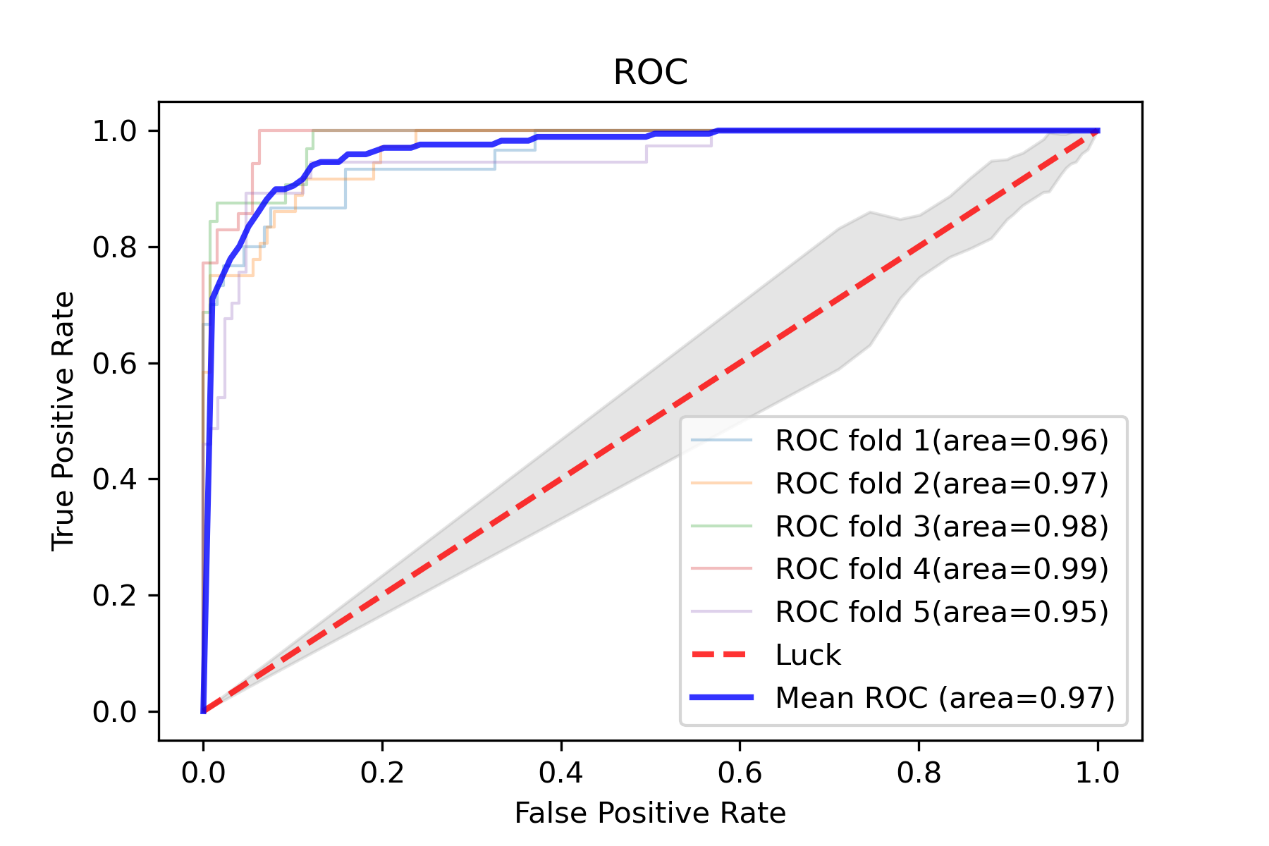 ROC
1.0
0.8
0.6
0.4
0.2
0.0
True Positive Rate
0.0 0.2 0.4 0.6 0.8 1.0
False Positive Rate
ROC fold 1(area=0.96)
ROC fold 2(area=0.97)
ROC fold 3(area=0.98)
ROC fold 4(area=0.99)
ROC fold 5(area=0.95)
Luck
Mean ROC (area=0.97)